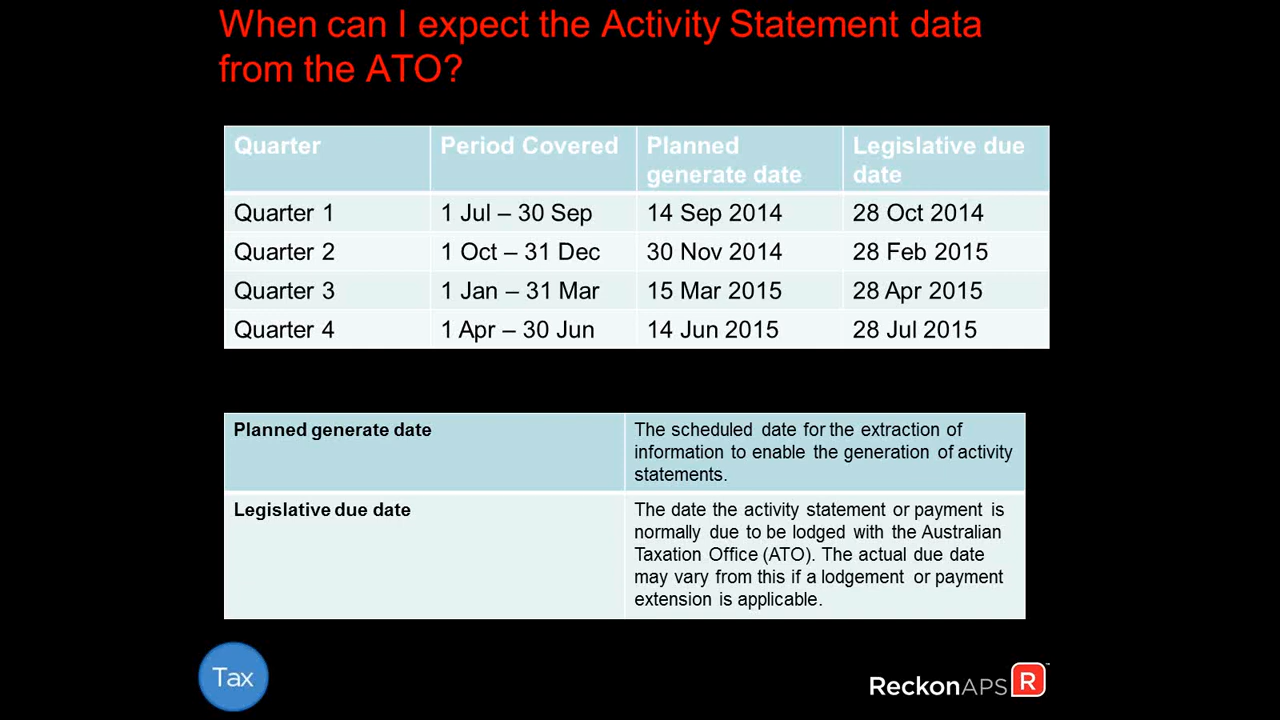 When can I expect the Activity Statement data
from the ATO?
Quarter Period Covered Planned generate date Legislative due date
Quarter 1 1 Jul – 30 Sep 14 Sep 2014 28 Oct 2014
Quarter 2 1 Oct – 31 Dec 30 Nov 2014 28 Feb 2015
Quarter 3 1 Jan – 31 Mar 15 Mar 2015 28 Apr 2015
Quarter 4 1 Apr – 30 Jun 14 Jun 2015 28 Jul 2015
Planned generate date
The scheduled date for the extraction of
information to enable the generation of activity
statements.
Legislative due date
The date the activity statement or payment is
normally due to be lodged with the Australian
Taxation Office (ATO). The actual due date
may vary from this if a lodgement or payment
extension is applicable.
Tax
ReckonAPS R